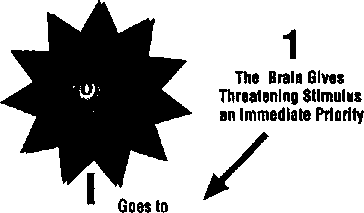 1
The Brain Gives
Threatening Stimulus
an Immediate Priority
Goes to